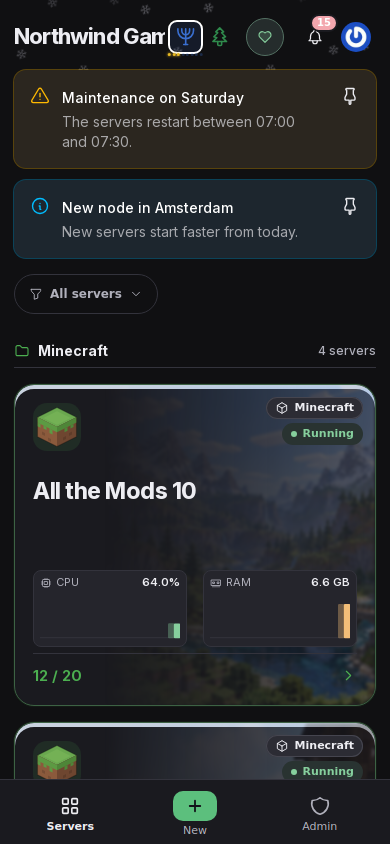 Northwind Gam
15
Maintenance on Saturday
The servers restart between 07:00
and 07:30.
New node in Amsterdam
New servers start faster from today.
All servers
Minecraft
4 servers
Minecraft
Running
All the Mods 10
CPU
64.0%
RAM
6.6 GB
12 / 20
Minecraft
Running
Servers
New
Admin